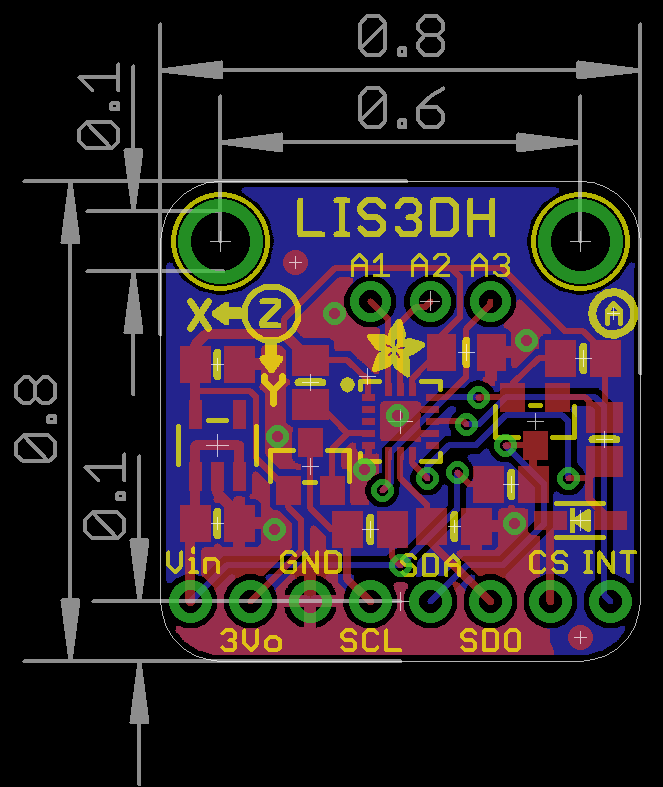 0.8
0.1
0.6
LIS3DH
A1 A2 A3
X Z A
Y
0.8
0.1
Vin GND SDA CS INT
3Vo SCL SDO